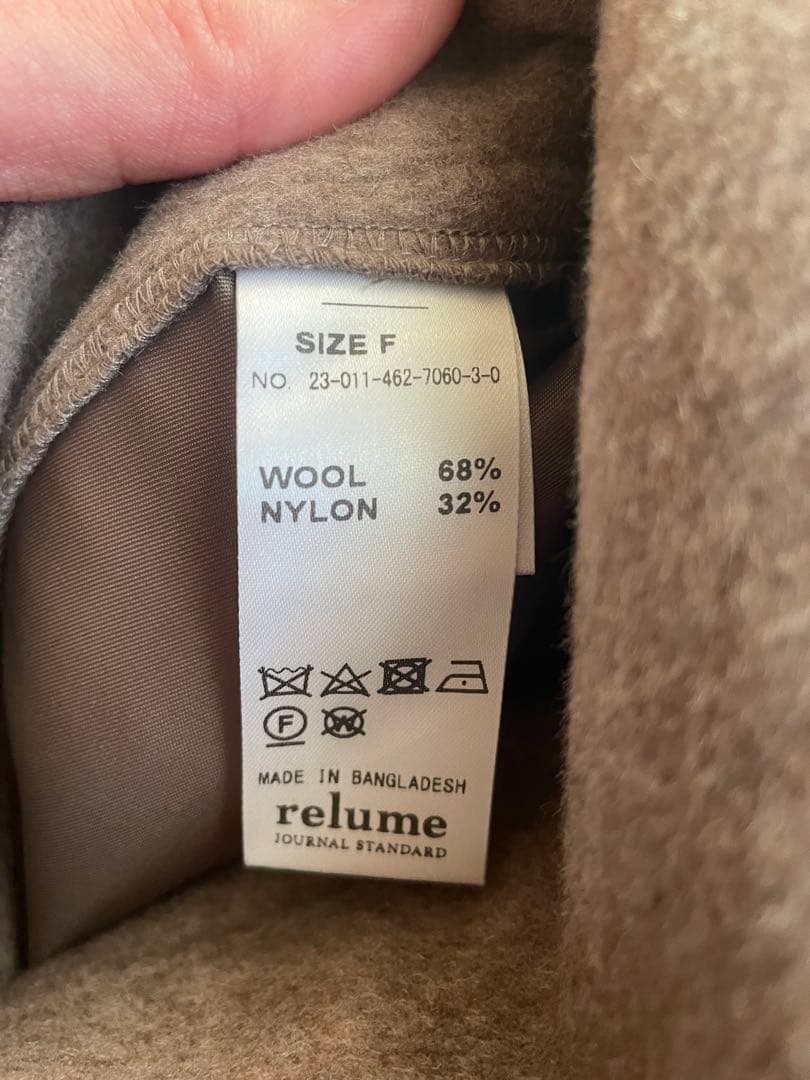 SIZE F
NO. 23-011-462-7060-3-0
WOOL 68%
NYLON 32%
F W
MADE IN BANGLADESH
relume
JOURNAL STANDARD